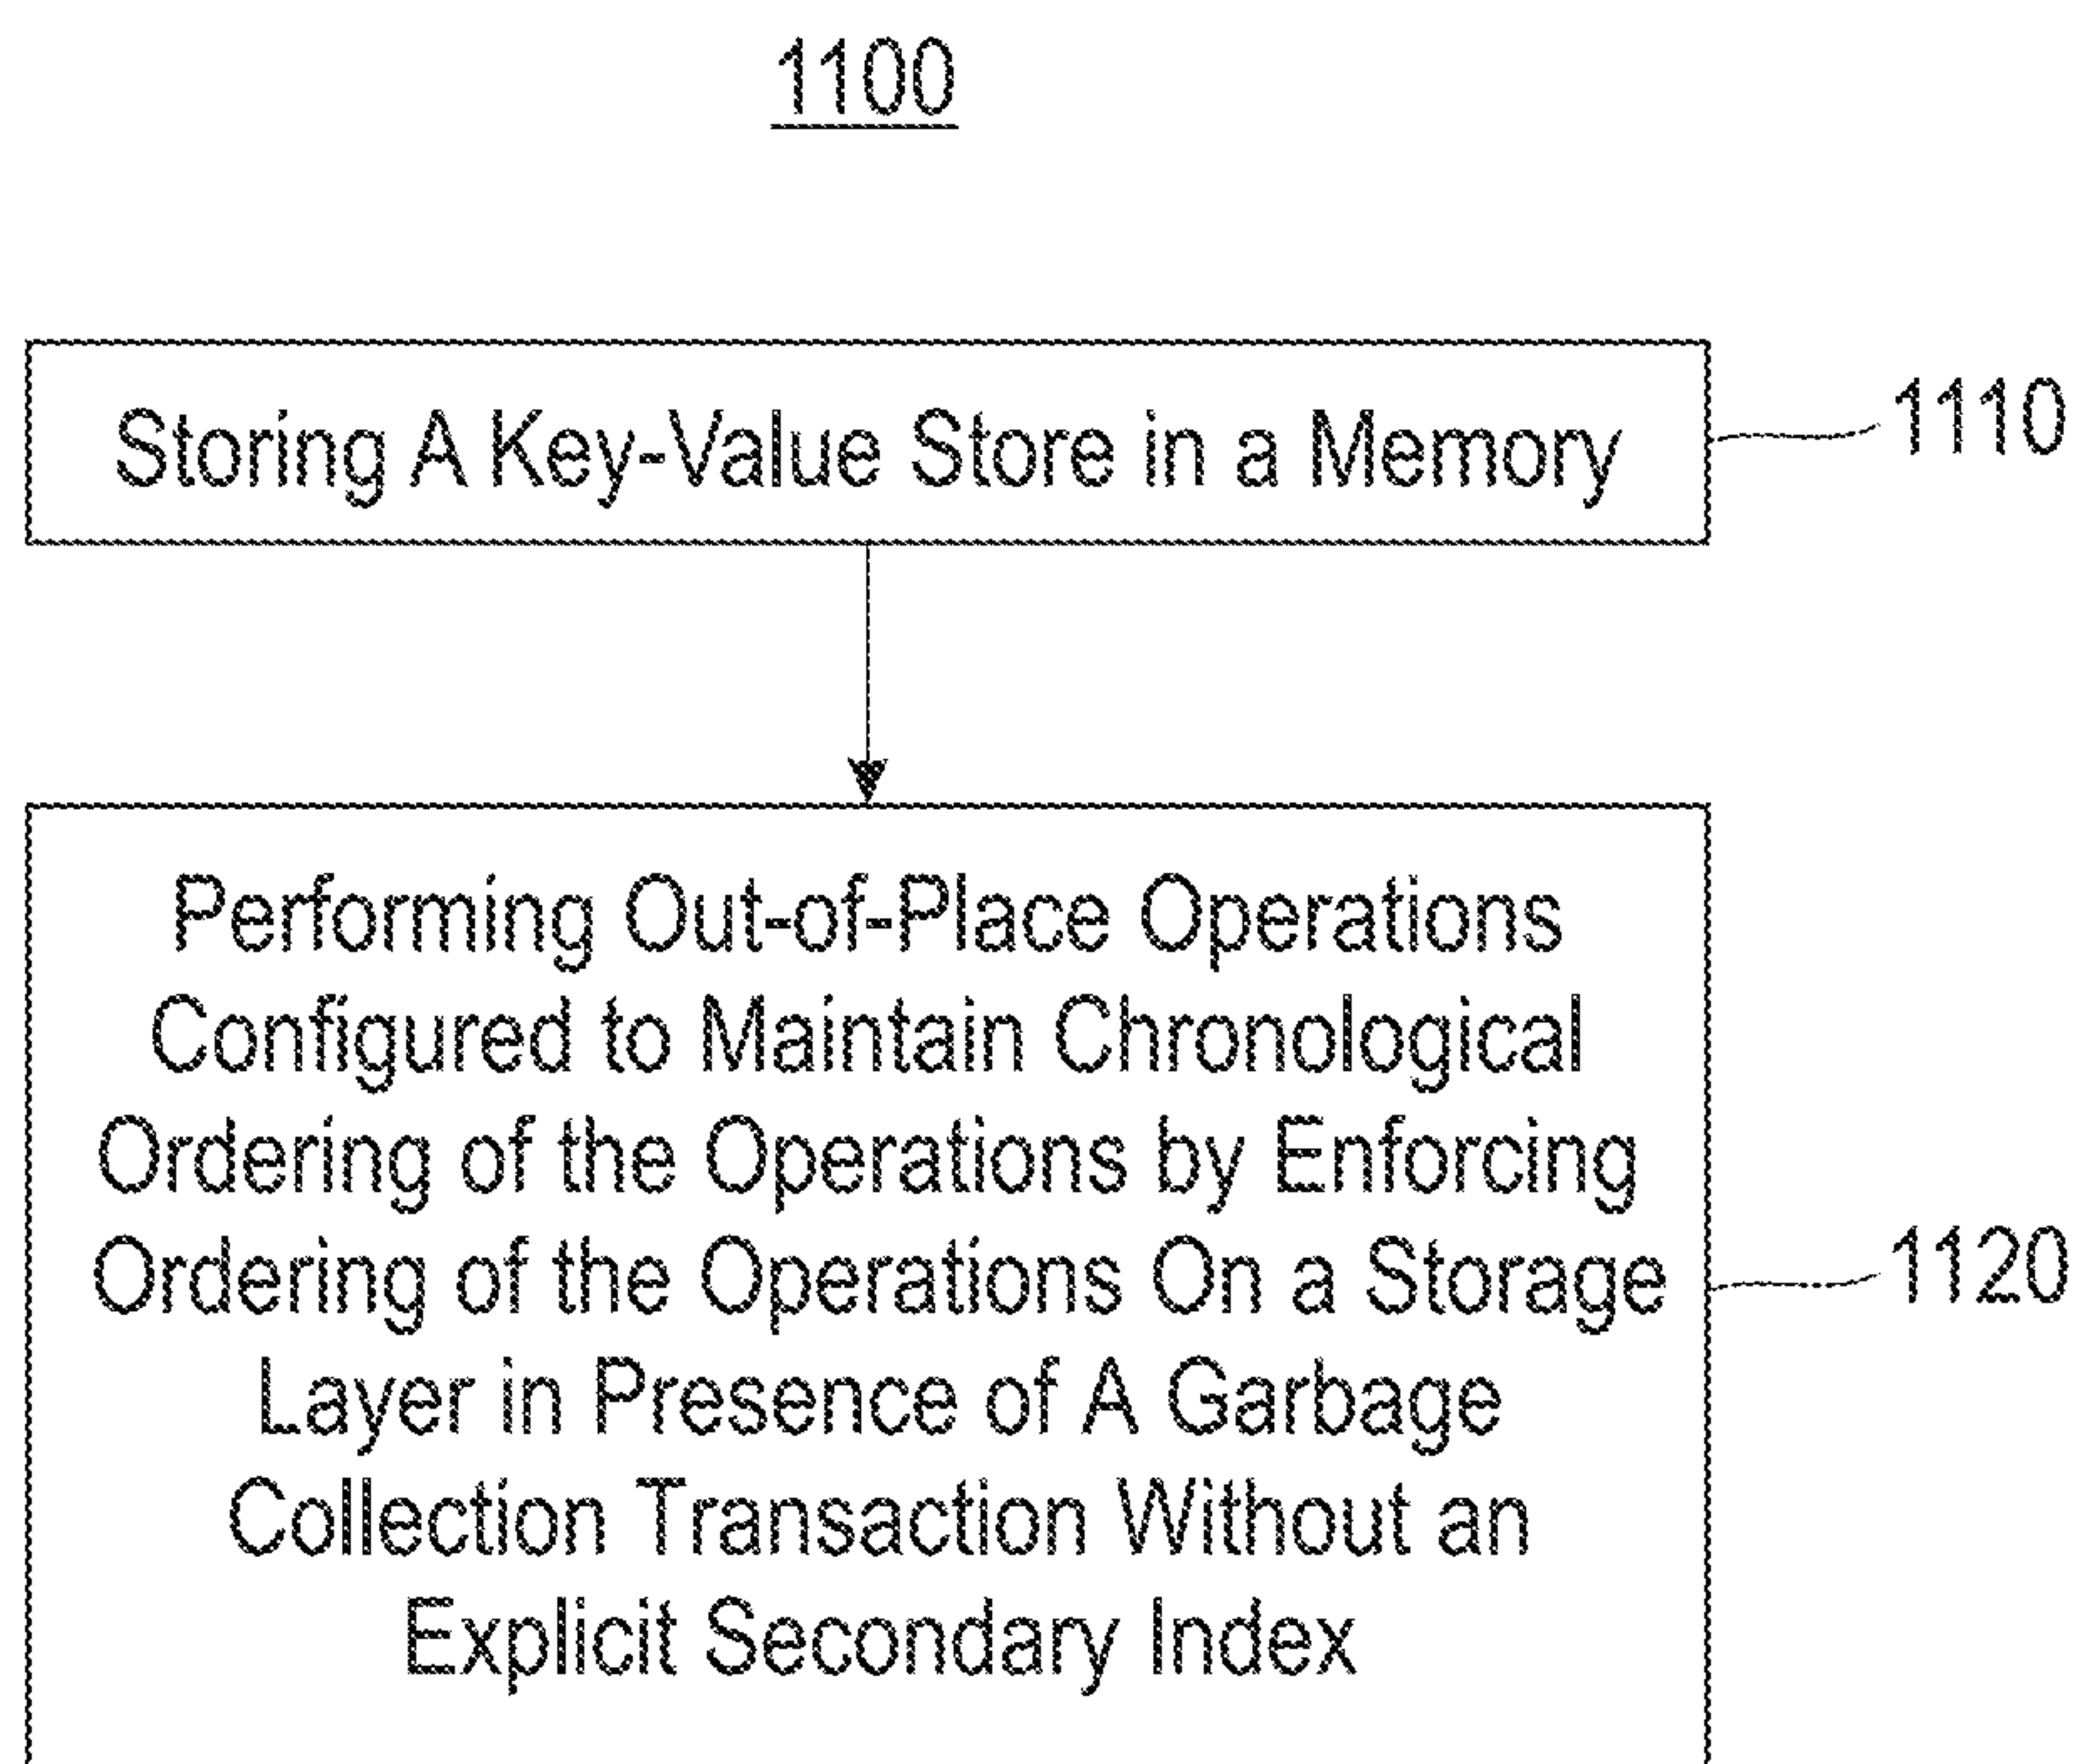 1100
Storing A Key-Value Store in a Memory
1110
Performing Out-of-Place Operations
Configured to Maintain Chronological
Ordering of the Operations by Enforcing
Ordering of the Operations On a Storage
1120
Layer in Presence of A Garbage
Collection Transaction Without an
Explicit Secondary Index